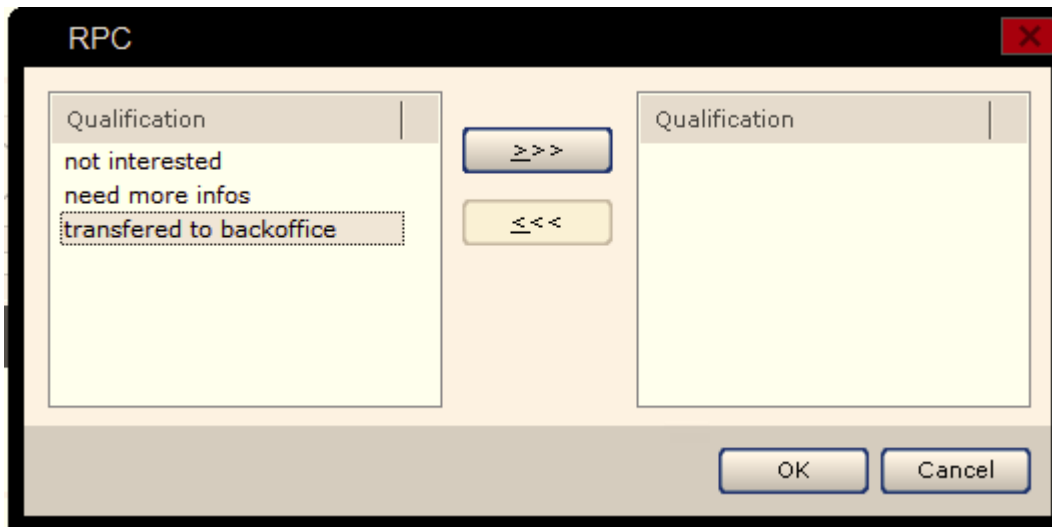 RPC
Qualification
not interested
need more infos
transfered to backoffice
>>>
<<<
Qualification
OK
Cancel